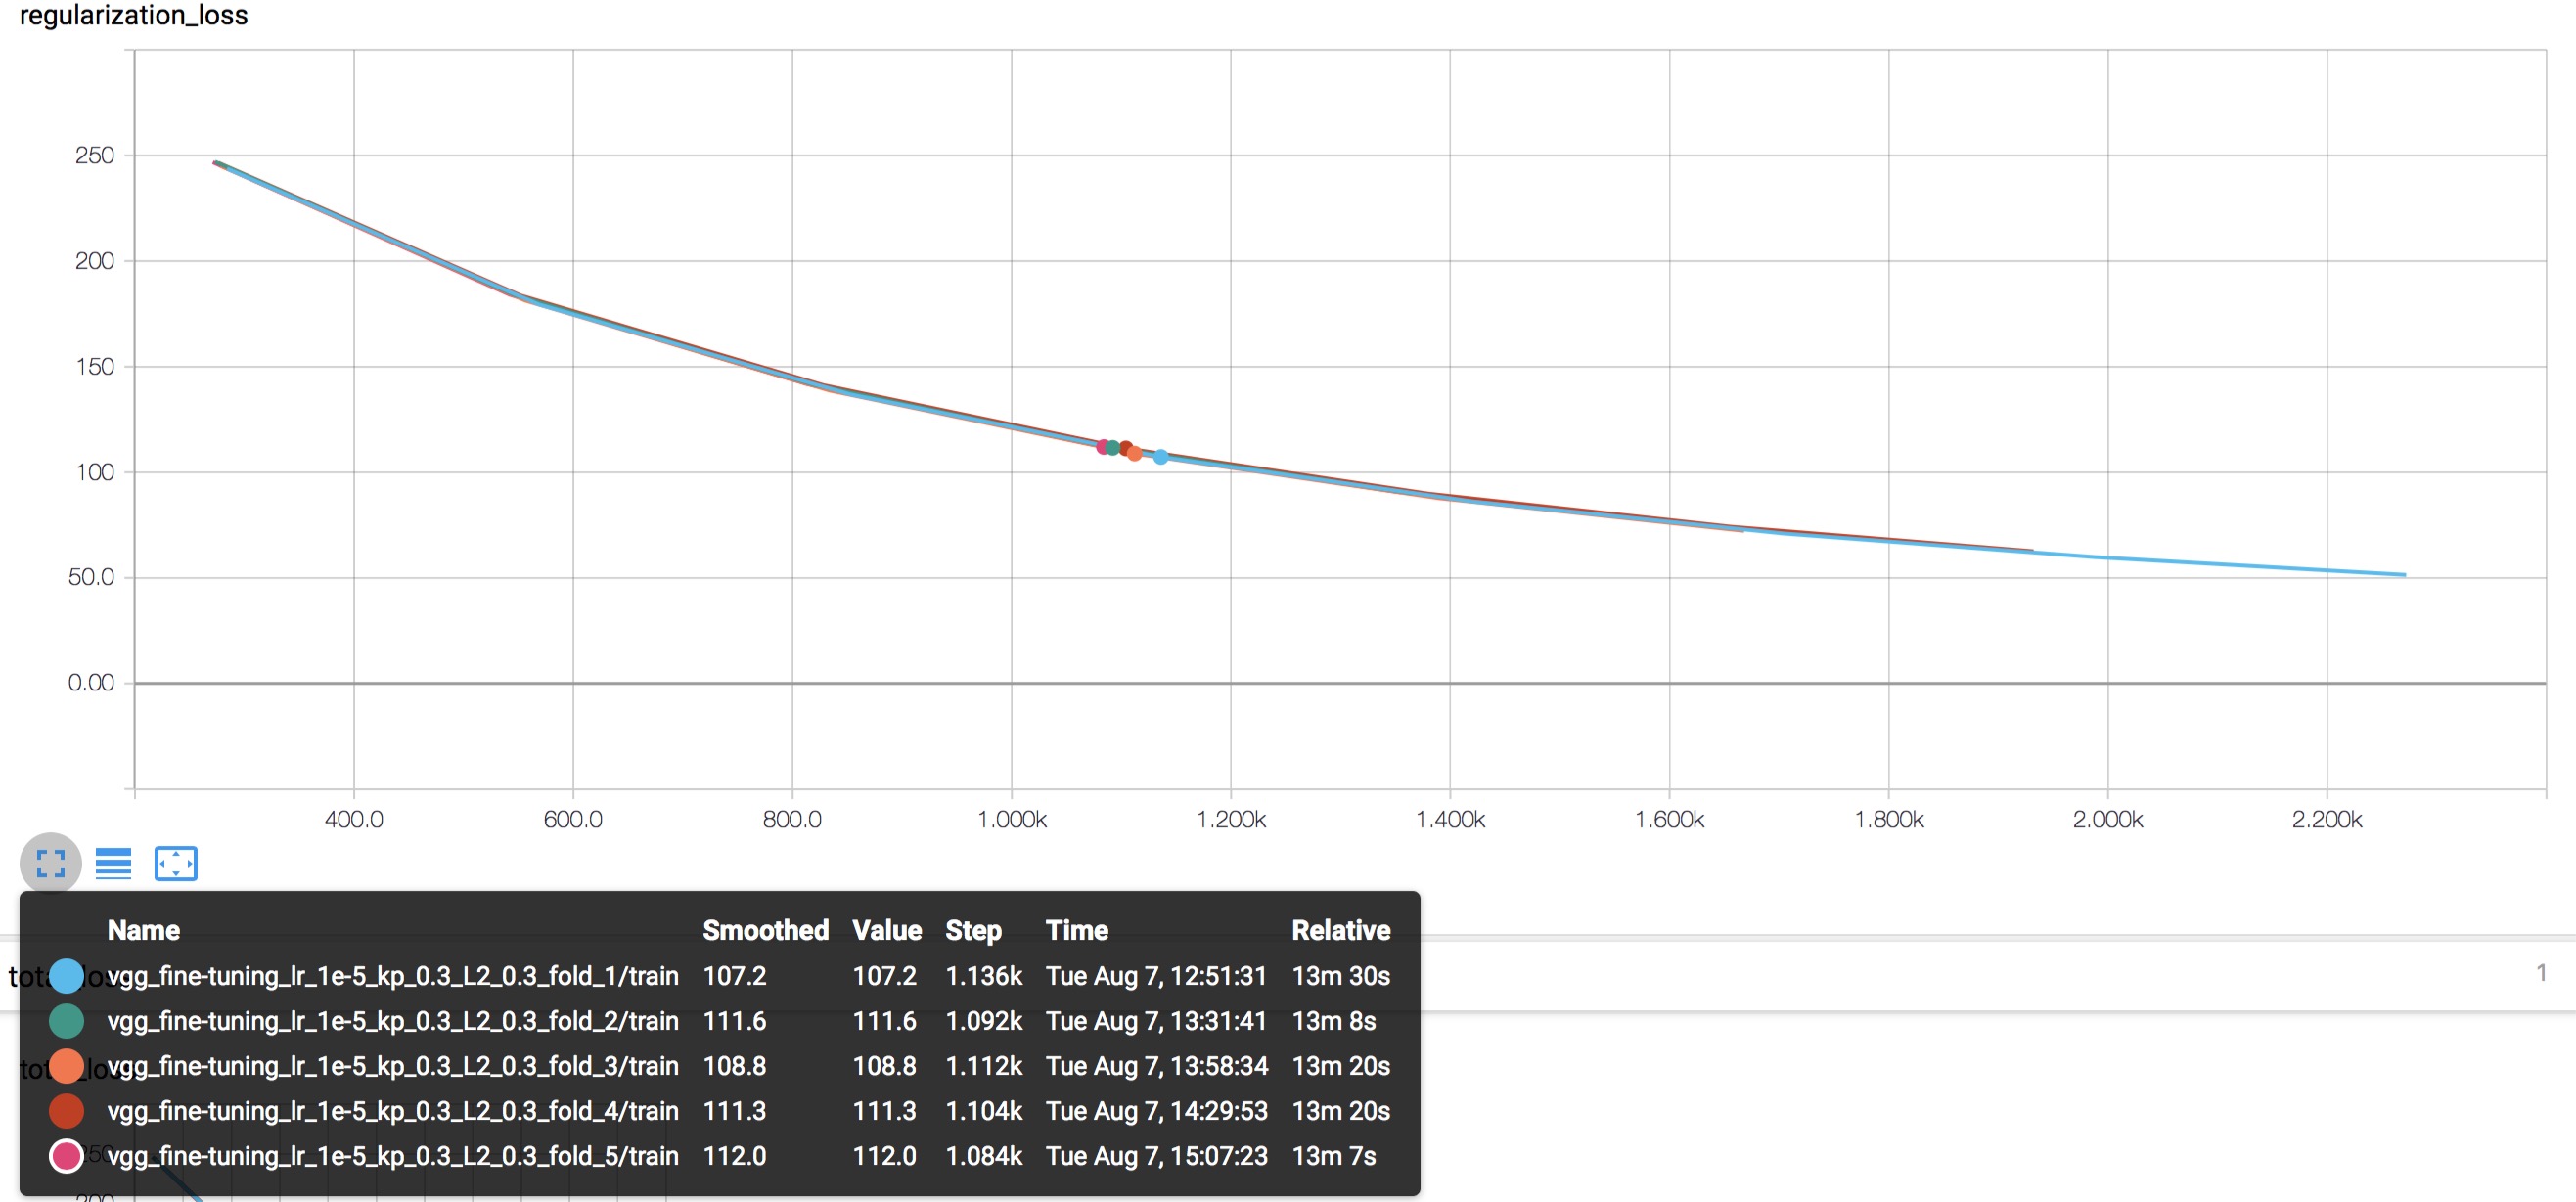 regularization_loss
250
200
150
100
50.0
0.00
400.0 600.0 800.0 1.000k 1.200k 1.400k 1.600k 1.800k 2.000k 2.200k
Name Smoothed Value Step Time Relative
vgg_fine-tuning_lr_1e-5_kp_0.3_L2_0.3_fold_1/train 107.2 107.2 1.136k Tue Aug 7, 12:51:31 13m 30s
1
vgg_fine-tuning_lr_1e-5_kp_0.3_L2_0.3_fold_2/train 111.6 111.6 1.092k Tue Aug 7, 13:31:41 13m 8s
vgg_fine-tuning_lr_1e-5_kp_0.3_L2_0.3_fold_3/train 108.8 108.8 1.112k Tue Aug 7, 13:58:34 13m 20s
vgg_fine-tuning_lr_1e-5_kp_0.3_L2_0.3_fold_4/train 111.3 111.3 1.104k Tue Aug 7, 14:29:53 13m 20s
vgg_fine-tuning_lr_1e-5_kp_0.3_L2_0.3_fold_5/train 112.0 112.0 1.084k Tue Aug 7, 15:07:23 13m 7s